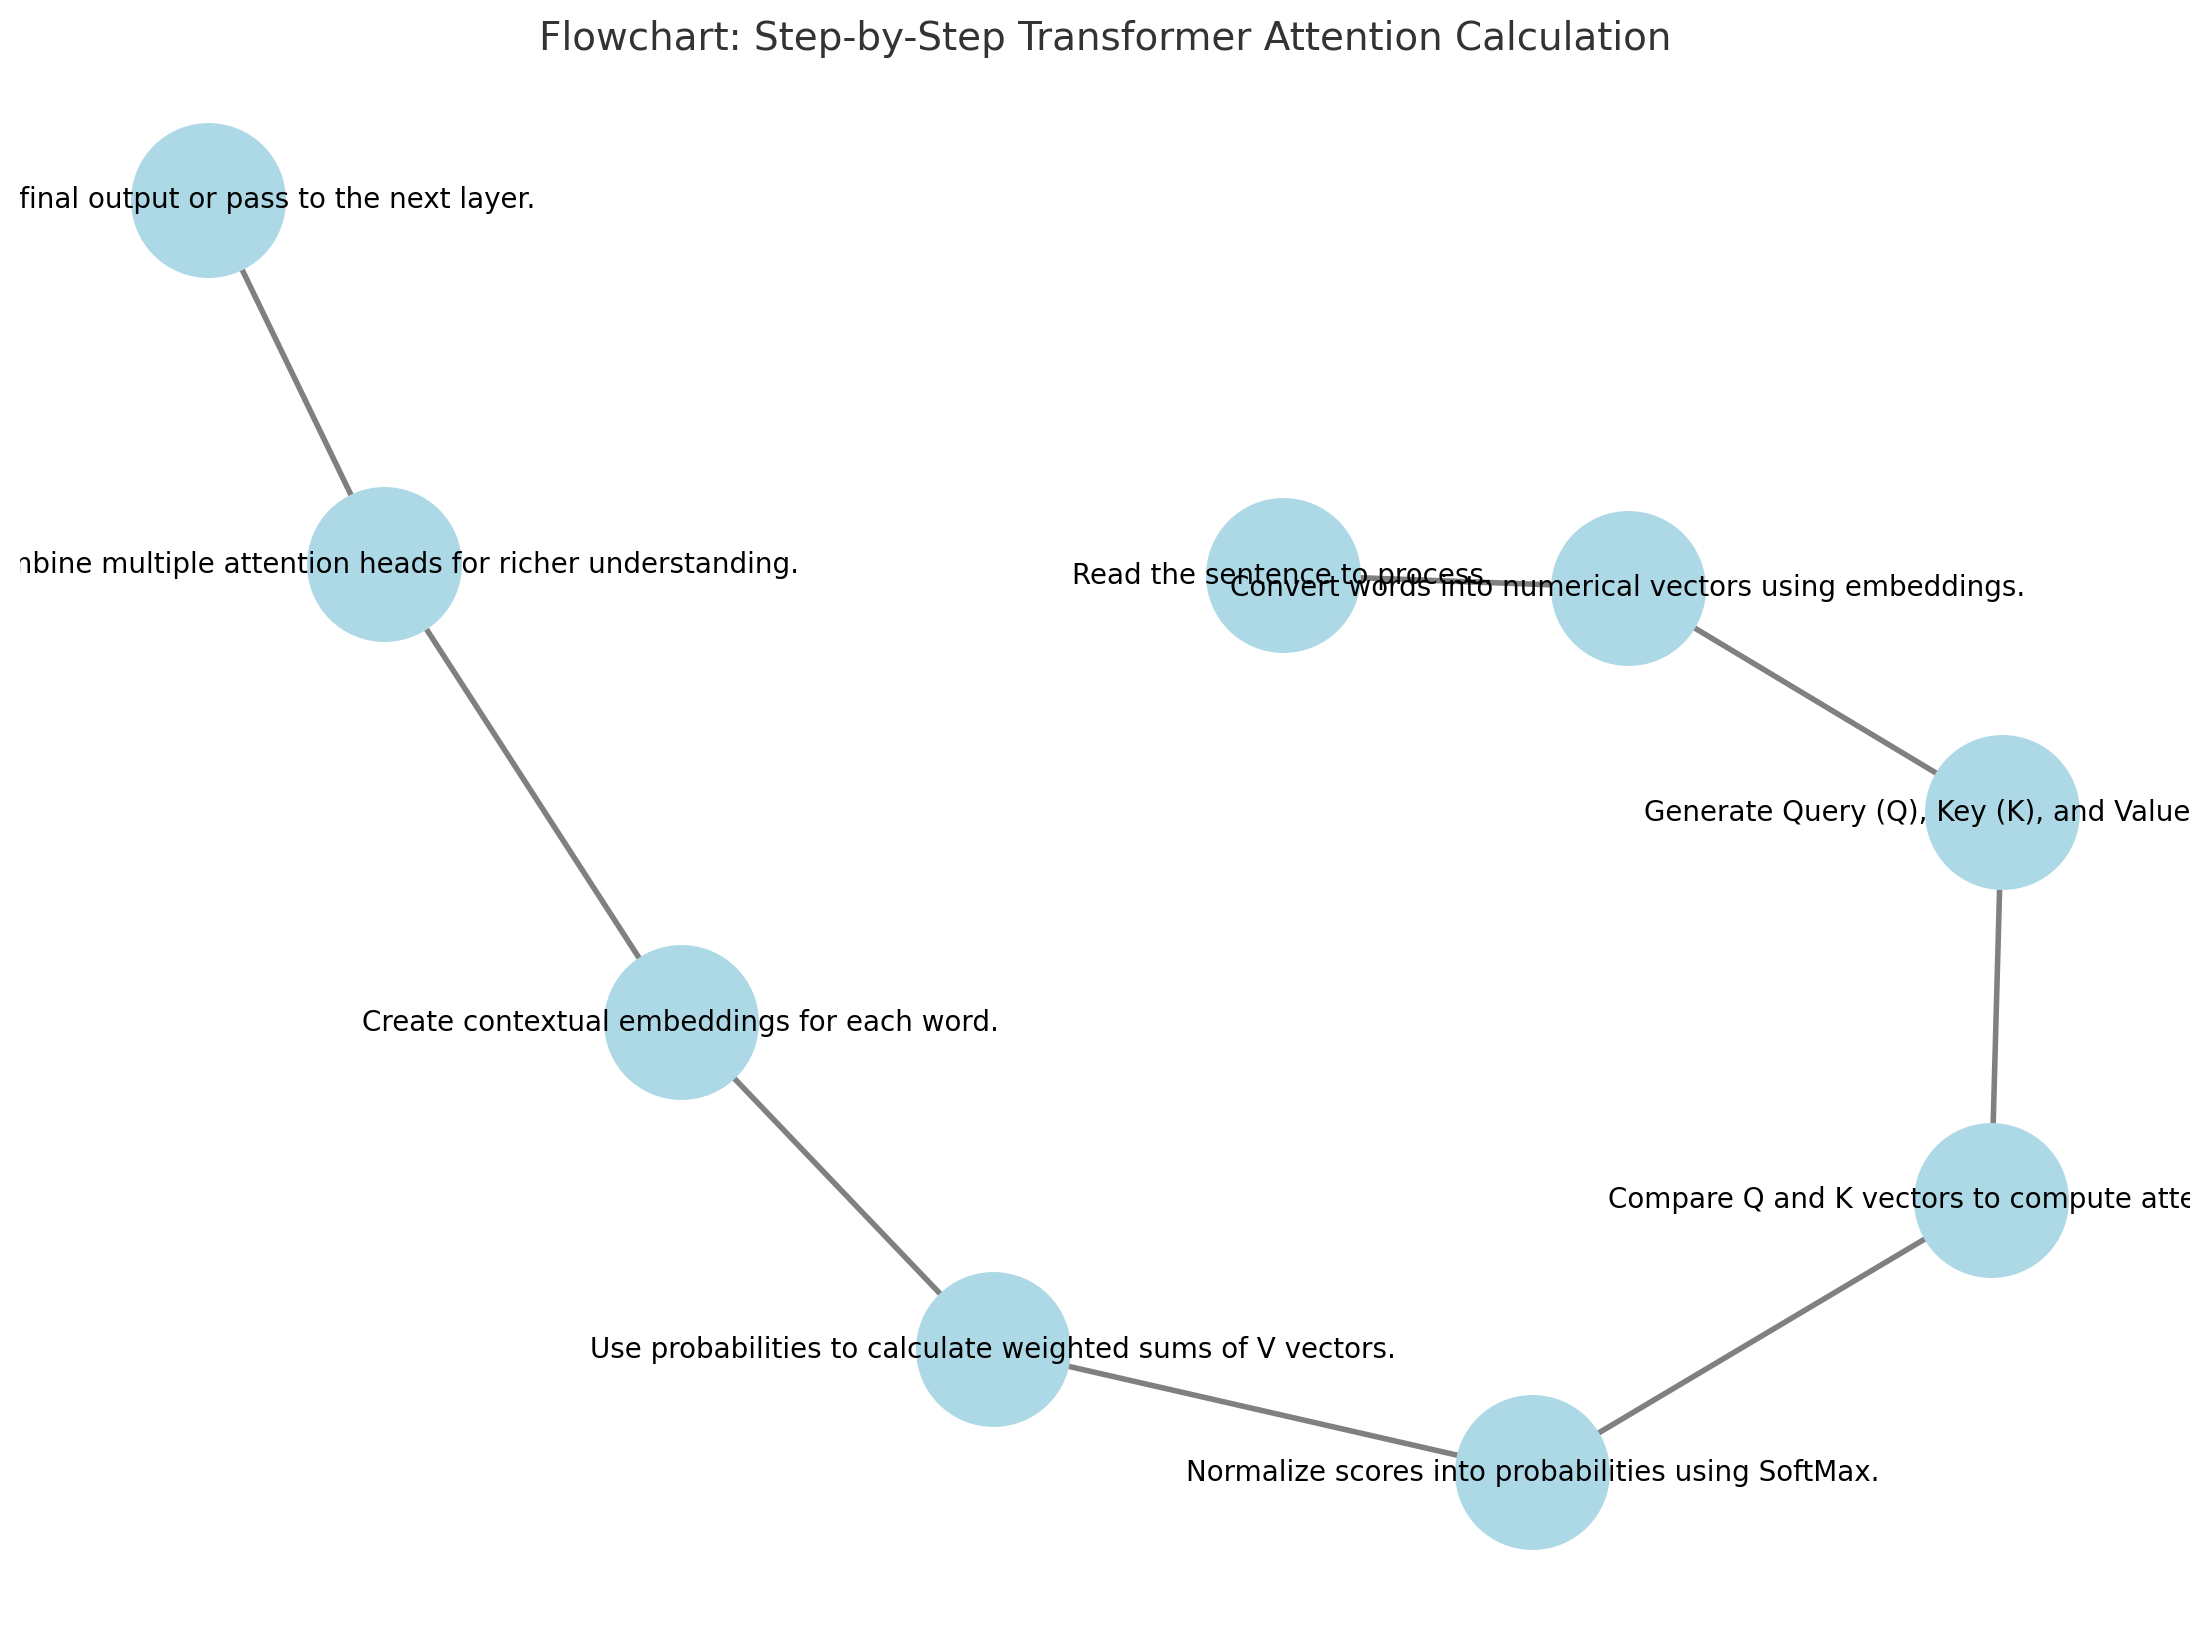 Flowchart: Step-by-Step Transformer Attention Calculation
final output or pass to the next layer.
multiple attention heads for richer understanding.
Read the sentence to process.
Convert words into numerical vectors using embeddings.
Generate Query (Q), Key (K), and Value
Create contextual embeddings for each word.
Compare Q and K vectors to compute
Use probabilities to calculate weighted sums of V vectors.
Normalize scores into probabilities using SoftMax.